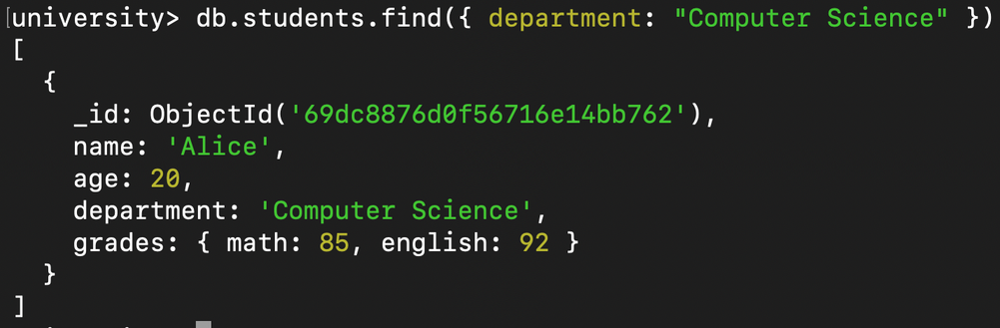 [university> db.students.find({ department: "Computer Science" })
[
  {
    _id: ObjectId('69dc8876d0f56716e14bb762'),
    name: 'Alice',
    age: 20,
    department: 'Computer Science',
    grades: { math: 85, english: 92 }
  }
]